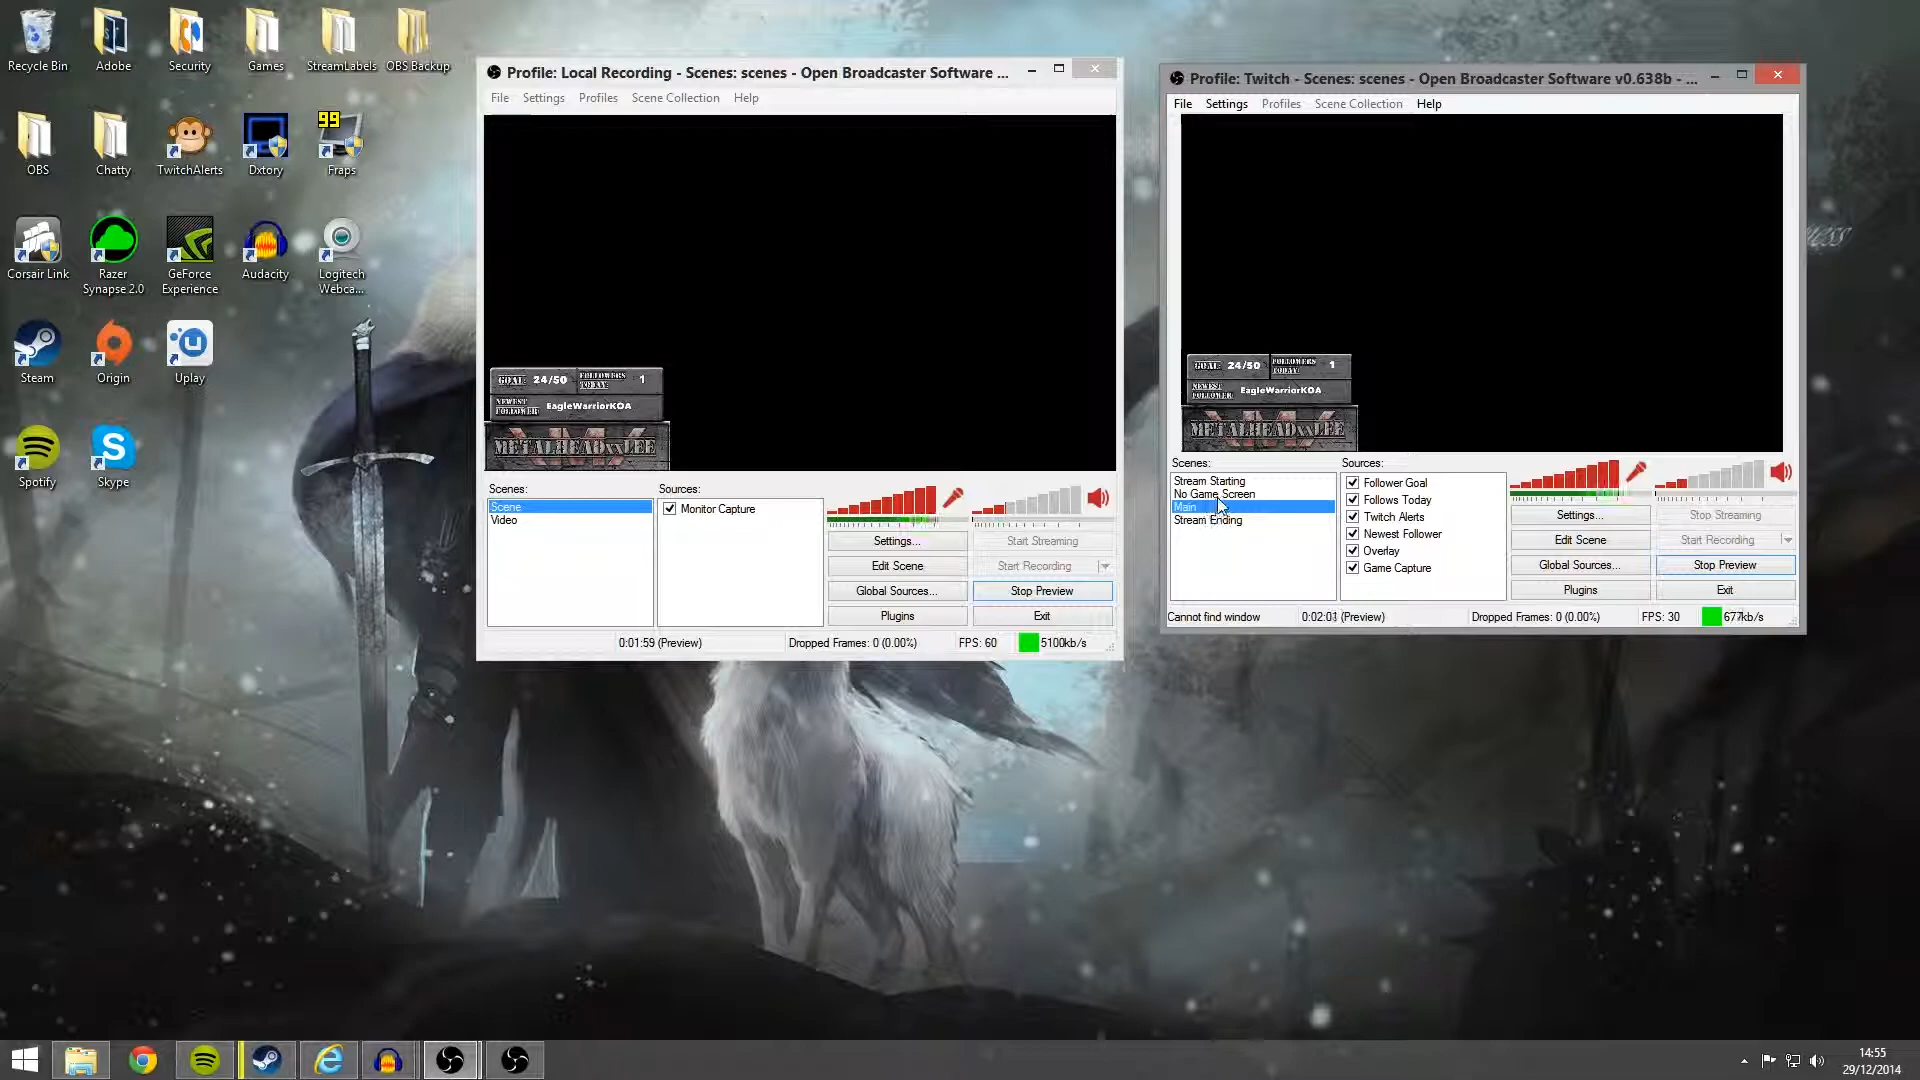 Recycle Bin
Adobe
Security
Games
StreamLabels
OBS Backup
OBS
Chatty
TwitchAlerts
Dxtory
99
Fraps
Corsair Link
Razer Synapse 2.0
GeForce Experience
Audacity
Logitech Webca...
Steam
Origin
Uplay
Spotify
Skype
Profile: Local Recording - Scenes: scenes - Open Broadcaster Software ...
File Settings Profiles Scene Collection Help
GOAL: 24/50 FOLLOWERS TODAY: 1
NEWEST FOLLOWER: EagleWarriorKOA
METALHEADxxLEE
Scenes:
Scene
Video
Sources:
Monitor Capture
Settings... Start Streaming
Edit Scene Start Recording
Global Sources... Stop Preview
Plugins Exit
0:01:59 (Preview) Dropped Frames: 0 (0.00%) FPS: 60 5100kb/s
Profile: Twitch - Scenes: scenes - Open Broadcaster Software v0.638b - ...
File Settings Profiles Scene Collection Help
GOAL: 24/50 FOLLOWERS TODAY: 1
NEWEST FOLLOWER: EagleWarriorKOA
METALHEADxxLEE
Scenes:
Stream Starting
No Game Screen
Main
Stream Ending
Sources:
Follower Goal
Follows Today
Twitch Alerts
Newest Follower
Overlay
Game Capture
Settings... Stop Streaming
Edit Scene Start Recording
Global Sources... Stop Preview
Plugins Exit
Cannot find window 0:02:01 (Preview) Dropped Frames: 0 (0.00%) FPS: 30 677kb/s
14:55
29/12/2014